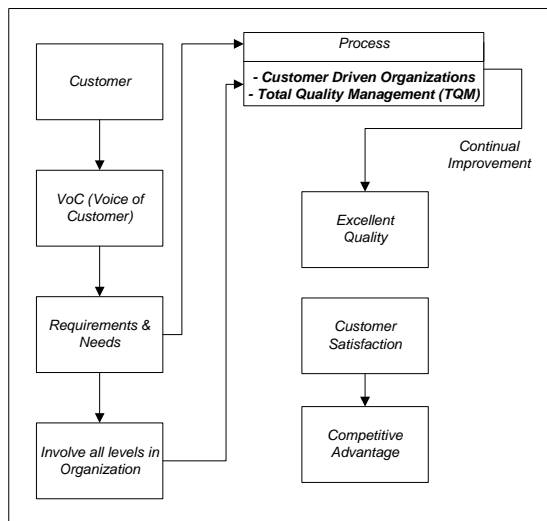 Customer
VoC (Voice of
Customer)
Requirements &
Needs
Involve all levels in
Organization
Process
- Customer Driven Organizations
- Total Quality Management (TQM)
Continual
Improvement
Excellent
Quality
Customer
Satisfaction
Competitive
Advantage